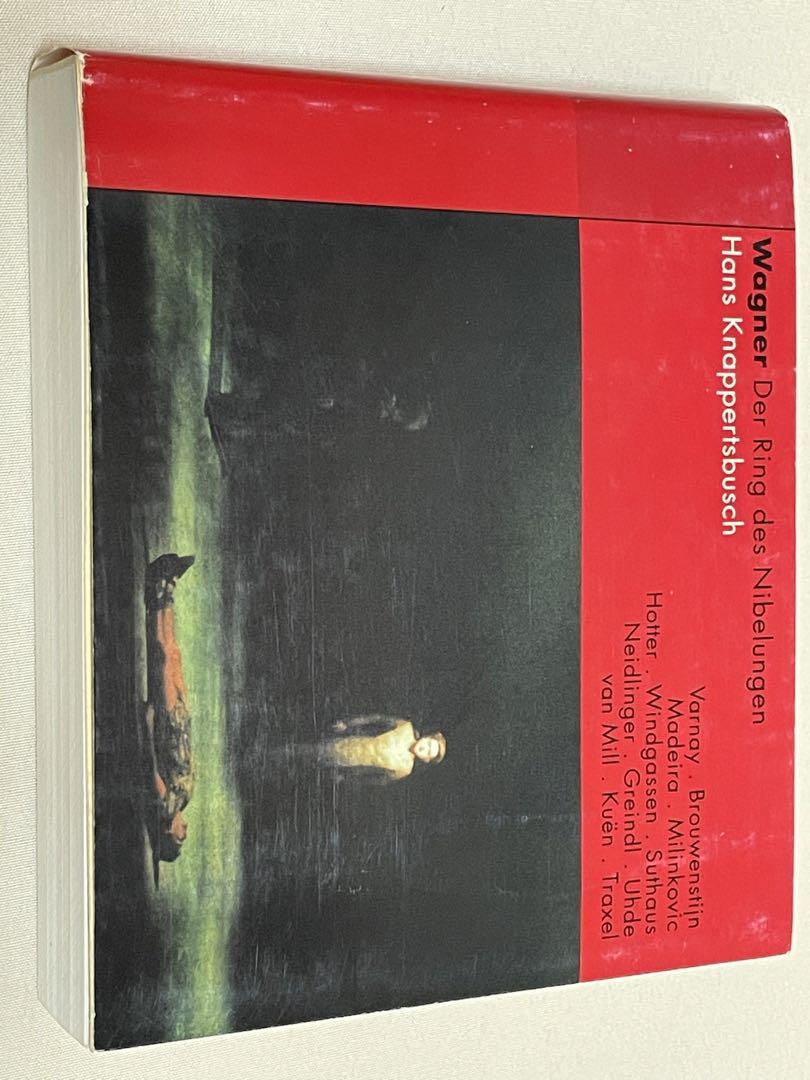 Wagner Der Ring des Nibelungen
Hans Knappertsbusch
Varnay . Brouwenstijn
Madeira . Milinkovic
Hotter . Windgassen . Suthaus
Neidlinger . Greindl . Uhde
van Mill . Kuën . Traxel